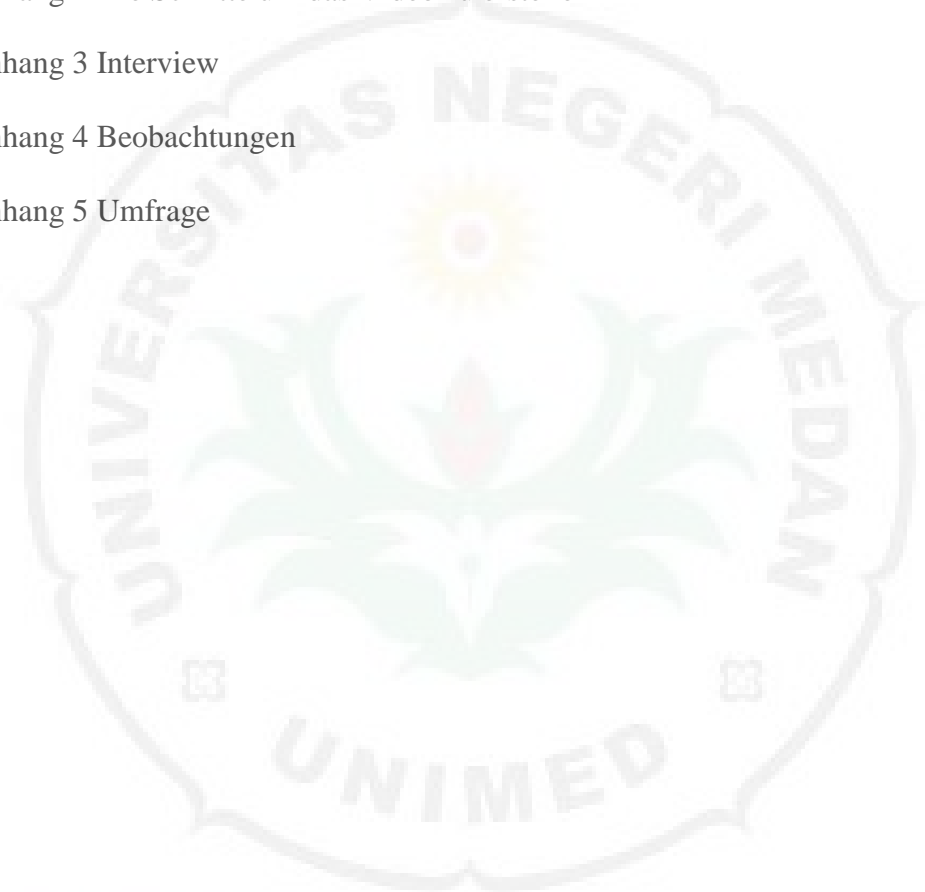 hang 3 Interview
hang 4 Beobachtungen
hang 5 Umfrage
UNIVERSITAS NEGERI MEDAN
UNIMED